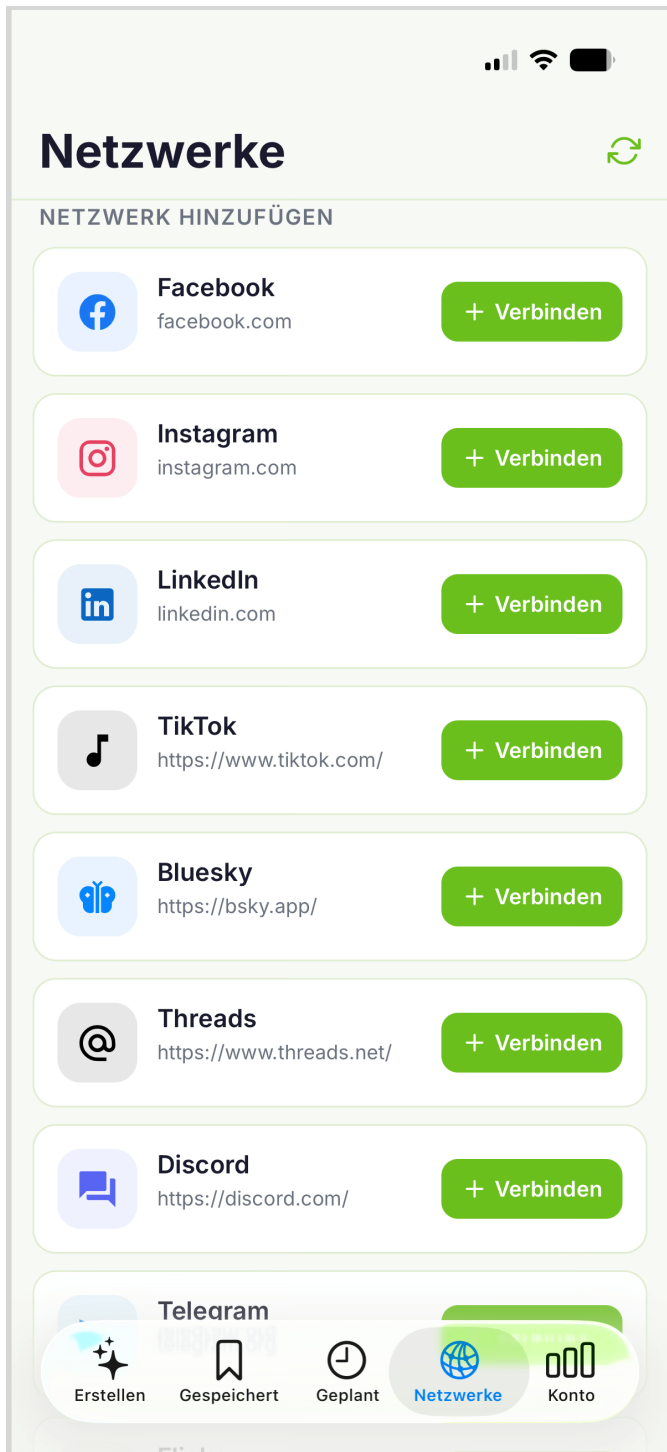 Netzwerke
NETZWERK HINZUFÜGEN
Facebook
facebook.com
+ Verbinden
Instagram
instagram.com
+ Verbinden
LinkedIn
linkedin.com
+ Verbinden
TikTok
https://www.tiktok.com/
+ Verbinden
Bluesky
https://bsky.app/
+ Verbinden
Threads
https://www.threads.net/
+ Verbinden
Discord
https://discord.com/
+ Verbinden
Telegram
Erstellen
Gespeichert
Geplant
Netzwerke
Konto